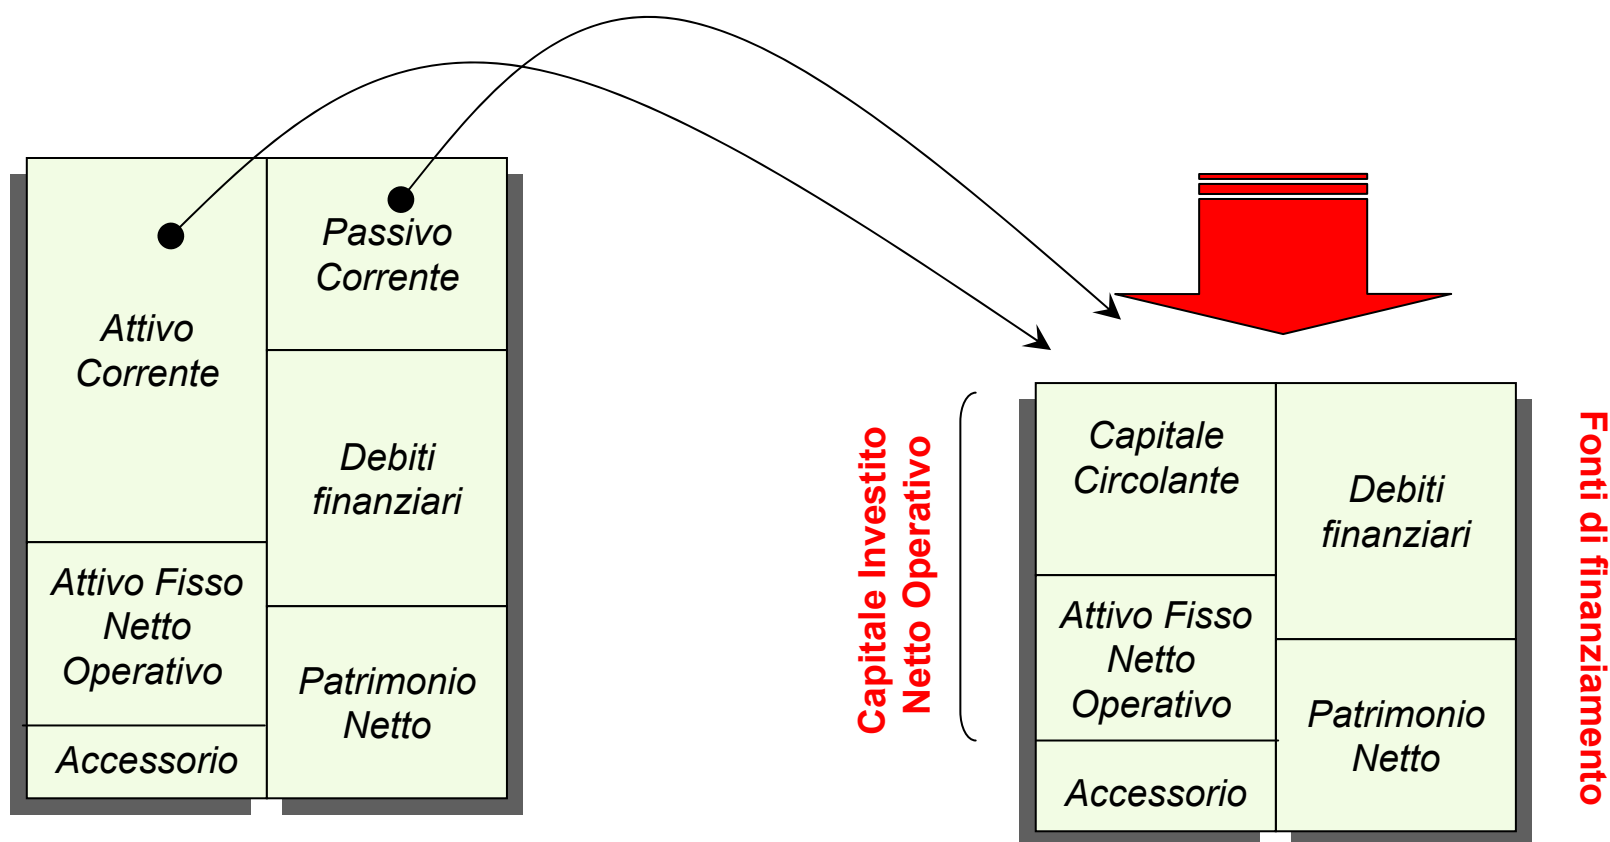 Attivo
Corrente
Attivo Fisso
Netto
Operativo
Accessorio
Passivo
Corrente
Debiti
finanziari
Patrimonio
Netto
Capitale Investito
Netto Operativo
Capitale
Circolante
Attivo Fisso
Netto
Operativo
Accessorio
Debiti
finanziari
Patrimonio
Netto
Fonti di finanziamento